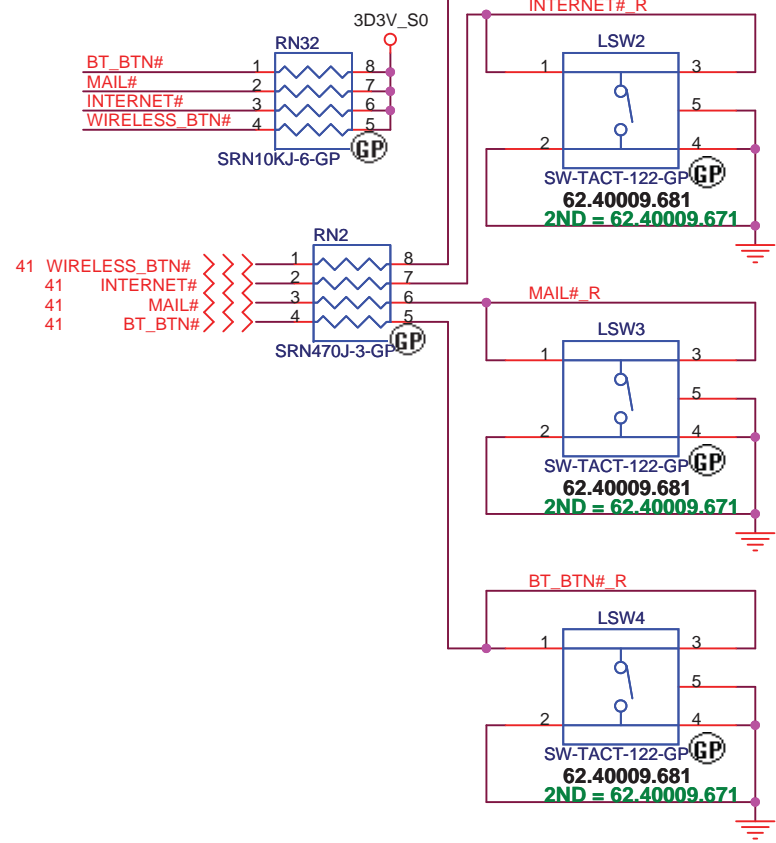 INTERNET#_R
3D3V_S0
RN32
BT_BTN# 1 8
MAIL# 2 7
INTERNET# 3 6
WIRELESS_BTN# 4 5
GP
SRN10KJ-6-GP
LSW2
1 3
5
2 4
GP
SW-TACT-122-GP
62.40009.681
2ND = 62.40009.671
RN2
41 WIRELESS_BTN# 1 8
41 INTERNET# 2 7
41 MAIL# 3 6
41 BT_BTN# 4 5
GP
SRN470J-3-GP
MAIL#_R
LSW3
1 3
5
2 4
GP
SW-TACT-122-GP
62.40009.681
2ND = 62.40009.671
BT_BTN#_R
LSW4
1 3
5
2 4
GP
SW-TACT-122-GP
62.40009.681
2ND = 62.40009.671